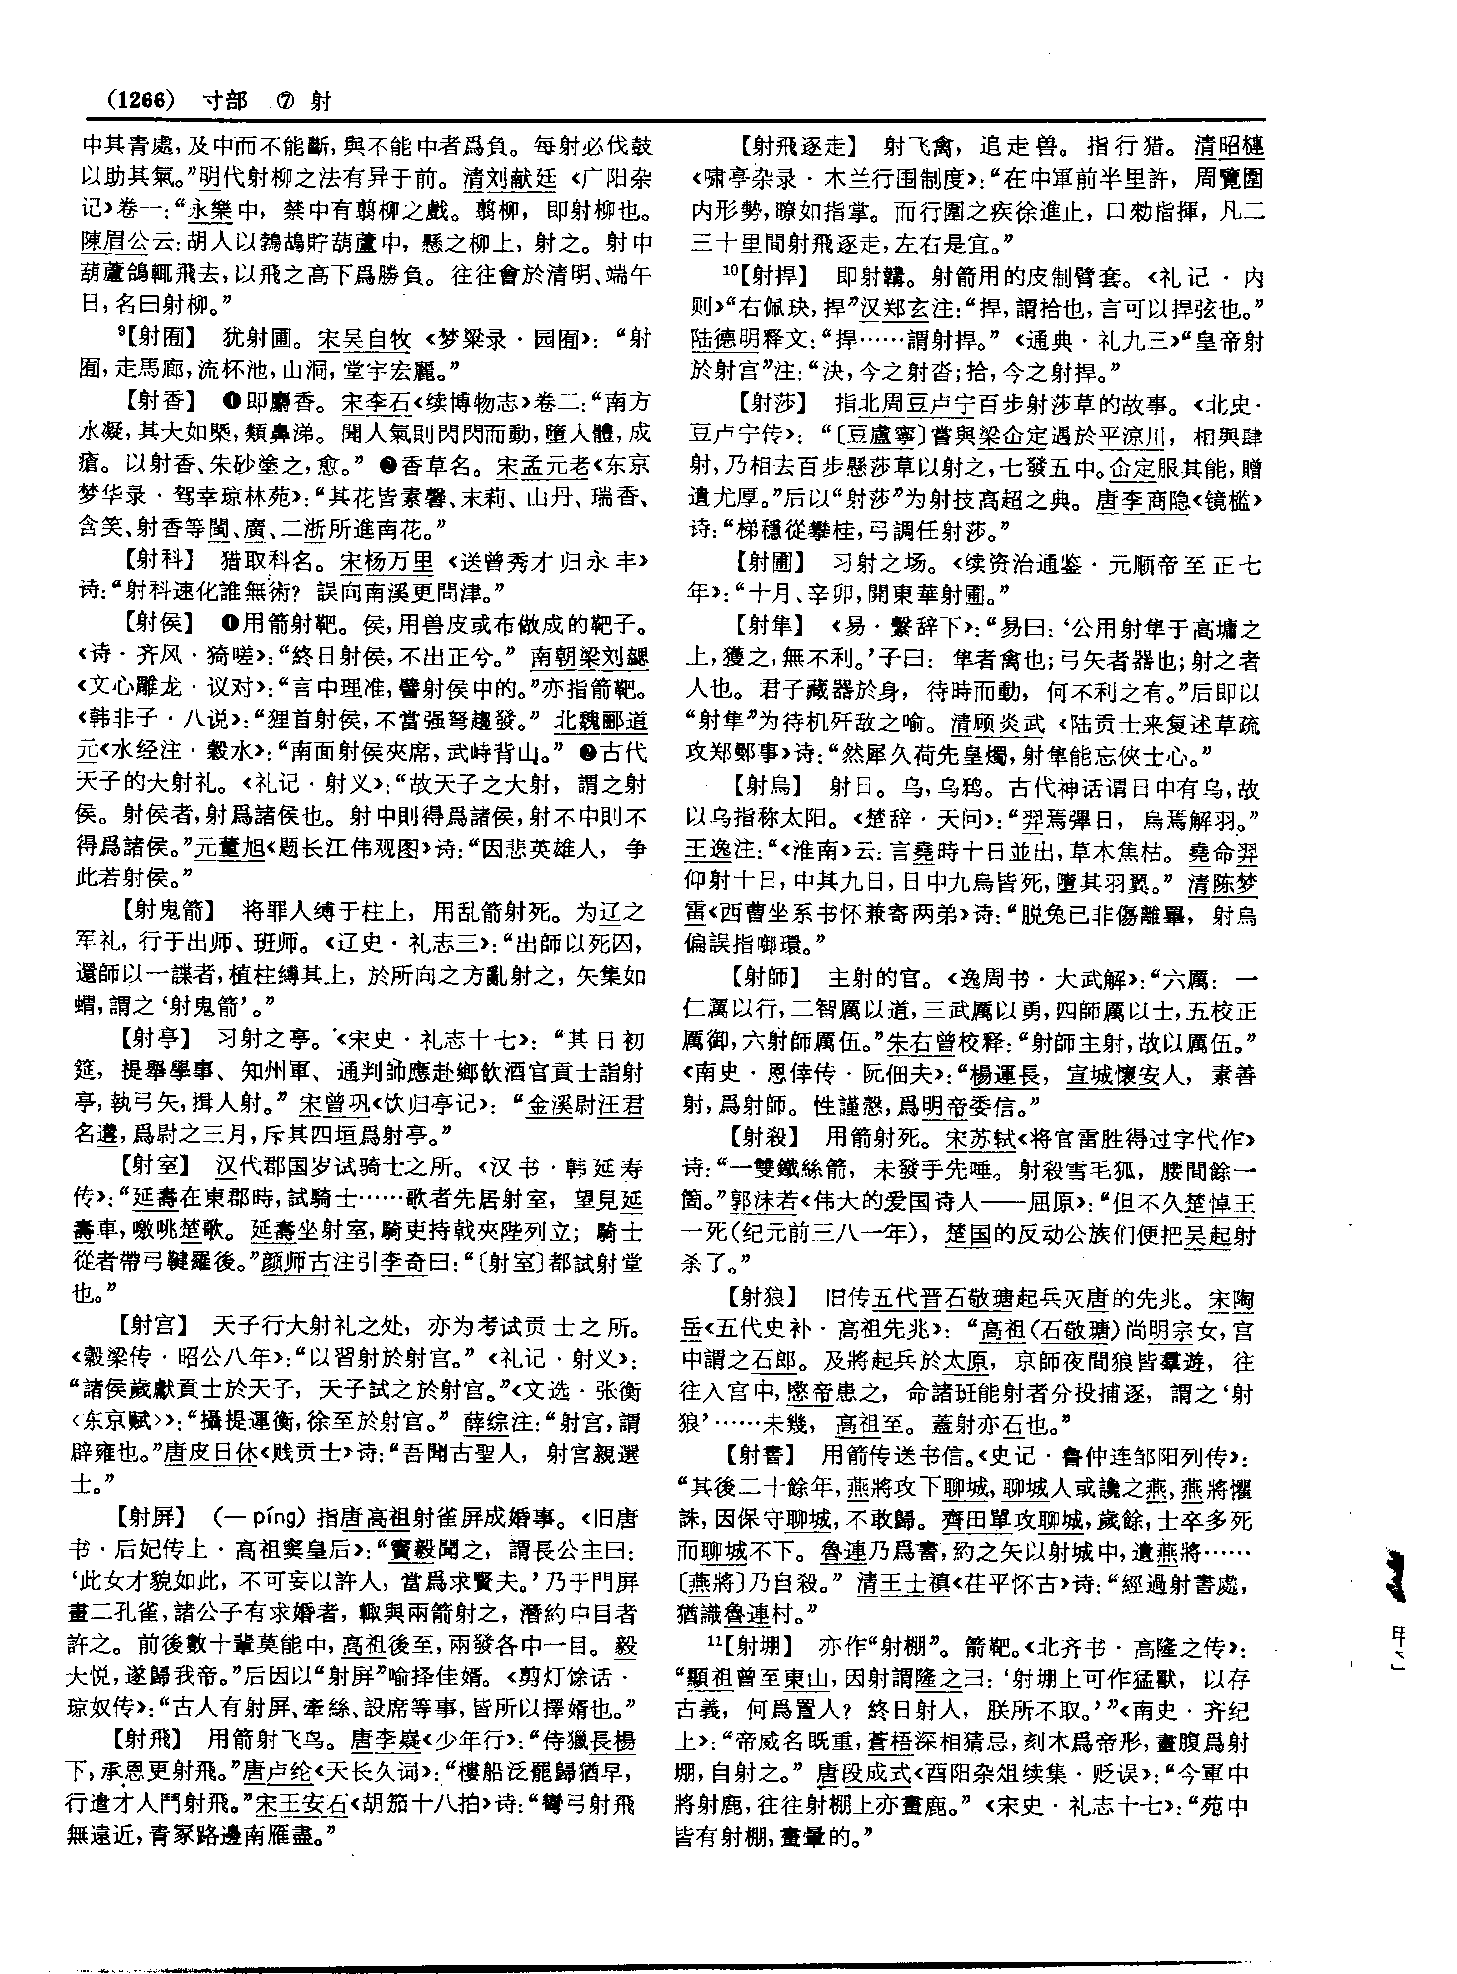 (1266) 寸部 ⑦ 射
中其青處，及中而不能斷，與不能中者爲負。每射必伐鼓
以助其氣。”明代射柳之法有异于前。清刘献廷《广阳杂
记》卷一：“永樂中，禁中有翦柳之戲。翦柳，即射柳也。
陳眉公云：胡人以鵓鴣貯葫蘆中，懸之柳上，射之。射中
葫蘆鴿輒飛去，以飛之高下爲勝負。往往會於清明、端午
日，名曰射柳。”
9【射囿】 犹射圃。宋吴自牧《梦粱录·园囿》：“射
囿，走馬廊，流杯池，山洞，堂宇宏麗。”
【射香】 ❶即麝香。宋李石《续博物志》卷二：“南方
水凝，其大如槩，類鼻涕。聞人氣則閃閃而動，墮人體，成
瘡。以射香、朱砂塗之，愈。” ❷香草名。宋孟元老《东京
梦华录·驾幸琼林苑》：“其花皆素馨、末莉、山丹、瑞香、
含笑、射香等閩、廣、二浙所進南花。”
【射科】 猎取科名。宋杨万里《送曾秀才归永丰》
诗：“射科速化誰無術？誤向南溪更問津。”
【射侯】 ❶用箭射靶。侯，用兽皮或布做成的靶子。
《诗·齐风·猗嗟》：“終日射侯，不出正兮。”南朝梁刘勰
《文心雕龙·议对》：“言中理准，譬射侯中的。”亦指箭靶。
《韩非子·八说》：“狸首射侯，不當强弩趨發。”北魏郦道
元《水经注·榖水》：“南面射侯夾席，武峙背山。” ❷古代
天子的大射礼。《礼记·射义》：“故天子之大射，謂之射
侯。射侯者，射爲諸侯也。射中則得爲諸侯，射不中則不
得爲諸侯。”元董旭《题长江伟观图》诗：“因悲英雄人，争
此若射侯。”
【射鬼箭】 将罪人缚于柱上，用乱箭射死。为辽之
军礼，行于出师、班师。《辽史·礼志三》：“出師以死囚，
還師以一諜者，植柱縛其上，於所向之方亂射之，矢集如
蝟，謂之‘射鬼箭’。”
【射亭】 习射之亭。《宋史·礼志十七》：“其日初
筵，提舉學事、知州軍、通判帥應赴鄉飲酒官貢士詣射
亭，執弓矢，揖人射。”宋曾巩《饮归亭记》：“金溪尉汪君
名遘，爲尉之三月，斥其四垣爲射亭。”
【射室】 汉代郡国岁试骑士之所。《汉书·韩延寿
传》：“延壽在東郡時，試騎士……歌者先居射室，望見延
壽車，噭咷楚歌。延壽坐射室，騎吏持戟夾陛列立；騎士
從者帶弓鞬羅後。”颜师古注引李奇曰：“〔射室〕都試射堂
也。”
【射宫】 天子行大射礼之处，亦为考试贡士之所。
《榖梁传·昭公八年》：“以習射於射宫。”《礼记·射义》：
“諸侯歲獻貢士於天子，天子試之於射宫。”《文选·张衡
〈东京赋〉》：“攝提運衡，徐至於射宫。”薛综注：“射宫，謂
辟雍也。”唐皮日休《贱贡士》诗：“吾聞古聖人，射宫親選
士。”
【射屏】 （—píng）指唐高祖射雀屏成婚事。《旧唐
书·后妃传上·高祖窦皇后》：“竇毅聞之，謂長公主曰：
‘此女才貌如此，不可妄以許人，當爲求賢夫。’乃于門屏
畫二孔雀，諸公子有求婚者，輒與兩箭射之，潛約中目者
許之。前後數十輩莫能中，高祖後至，兩發各中一目。毅
大悦，遂歸我帝。”后因以“射屏”喻择佳婿。《剪灯馀话·
琼奴传》：“古人有射屏、牽絲、設席等事，皆所以擇婿也。”
【射飛】 用箭射飞鸟。唐李嶷《少年行》：“侍獵長楊
下，承恩更射飛。”唐卢纶《天长久词》：“樓船泛罷歸猶早，
行遣才人鬥射飛。”宋王安石《胡笳十八拍》诗：“彎弓射飛
無遠近，青冢路邊南雁盡。”
【射飛逐走】 射飞禽，追走兽。指行猎。清昭槤
《啸亭杂录·木兰行围制度》：“在中軍前半里許，周覽圍
内形勢，瞭如指掌。而行圍之疾徐進止，口勑指揮，凡二
三十里間射飛逐走，左右是宜。”
10【射捍】 即射韝。射箭用的皮制臂套。《礼记·内
则》“右佩玦，捍”汉郑玄注：“捍，謂拾也，言可以捍弦也。”
陆德明释文：“捍……謂射捍。”《通典·礼九三》“皇帝射
於射宫”注：“決，今之射沓；拾，今之射捍。”
【射莎】 指北周豆卢宁百步射莎草的故事。《北史·
豆卢宁传》：“〔豆盧寧〕嘗與梁仚定遇於平涼川，相與肆
射，乃相去百步懸莎草以射之，七發五中。仚定服其能，贈
遺尤厚。”后以“射莎”为射技高超之典。唐李商隐《镜槛》
诗：“梯穩從攀桂，弓調任射莎。”
【射圃】 习射之场。《续资治通鉴·元顺帝至正七
年》：“十月、辛卯，開東華射圃。”
【射隼】 《易·繫辞下》：“易曰：‘公用射隼于高墉之
上，獲之，無不利。’子曰：隼者禽也；弓矢者器也；射之者
人也。君子藏器於身，待時而動，何不利之有。”后即以
“射隼”为待机歼敌之喻。清顾炎武《陆贡士来复述草疏
攻郑鄤事》诗：“然犀久荷先皇燭，射隼能忘俠士心。”
【射烏】 射日。乌，乌鸦。古代神话谓日中有乌，故
以乌指称太阳。《楚辞·天问》：“羿焉彈日，烏焉解羽。”
王逸注：“《淮南》云：言堯時十日並出，草木焦枯。堯命羿
仰射十日，中其九日，日中九烏皆死，墮其羽翼。”清陈梦
雷《西曹坐系书怀兼寄两弟》诗：“脱兔已非傷離羃，射烏
偏誤指啣環。”
【射師】 主射的官。《逸周书·大武解》：“六厲：一
仁厲以行，二智厲以道，三武厲以勇，四師厲以士，五校正
厲御，六射師厲伍。”朱右曾校释：“射師主射，故以厲伍。”
《南史·恩倖传·阮佃夫》：“楊運長，宣城懷安人，素善
射，爲射師。性謹愨，爲明帝委信。”
【射殺】 用箭射死。宋苏轼《将官雷胜得过字代作》
诗：“一雙鐵絲箭，未發手先唾。射殺雪毛狐，腰間餘一
箇。”郭沫若《伟大的爱国诗人——屈原》：“但不久楚悼王
一死（纪元前三八一年），楚国的反动公族们便把吴起射
杀了。”
【射狼】 旧传五代晋石敬瑭起兵灭唐的先兆。宋陶
岳《五代史补·高祖先兆》：“高祖（石敬瑭）尚明宗女，宫
中謂之石郎。及將起兵於太原，京師夜間狼皆羣遊，往
往入宫中，愍帝患之，命諸班能射者分投捕逐，謂之‘射
狼’……未幾，高祖至。蓋射亦石也。”
【射書】 用箭传送书信。《史记·鲁仲连邹阳列传》：
“其後二十餘年，燕將攻下聊城，聊城人或讒之燕，燕將懼
誅，因保守聊城，不敢歸。齊田單攻聊城，歲餘，士卒多死
而聊城不下。魯連乃爲書，約之矢以射城中，遺燕將……
〔燕將〕乃自殺。”清王士禛《茌平怀古》诗：“經過射書處，
猶識魯連村。”
11【射堋】 亦作“射棚”。箭靶。《北齐书·高隆之传》：
“顯祖曾至東山，因射謂隆之曰：‘射堋上可作猛獸，以存
古義，何爲置人？終日射人，朕所不取。’”《南史·齐纪
上》：“帝威名既重，蒼梧深相猜忌，刻木爲帝形，畫腹爲射
堋，自射之。”唐段成式《酉阳杂俎续集·贬误》：“今軍中
將射鹿，往往射棚上亦畫鹿。”《宋史·礼志十七》：“苑中
皆有射棚，畫暈的。”